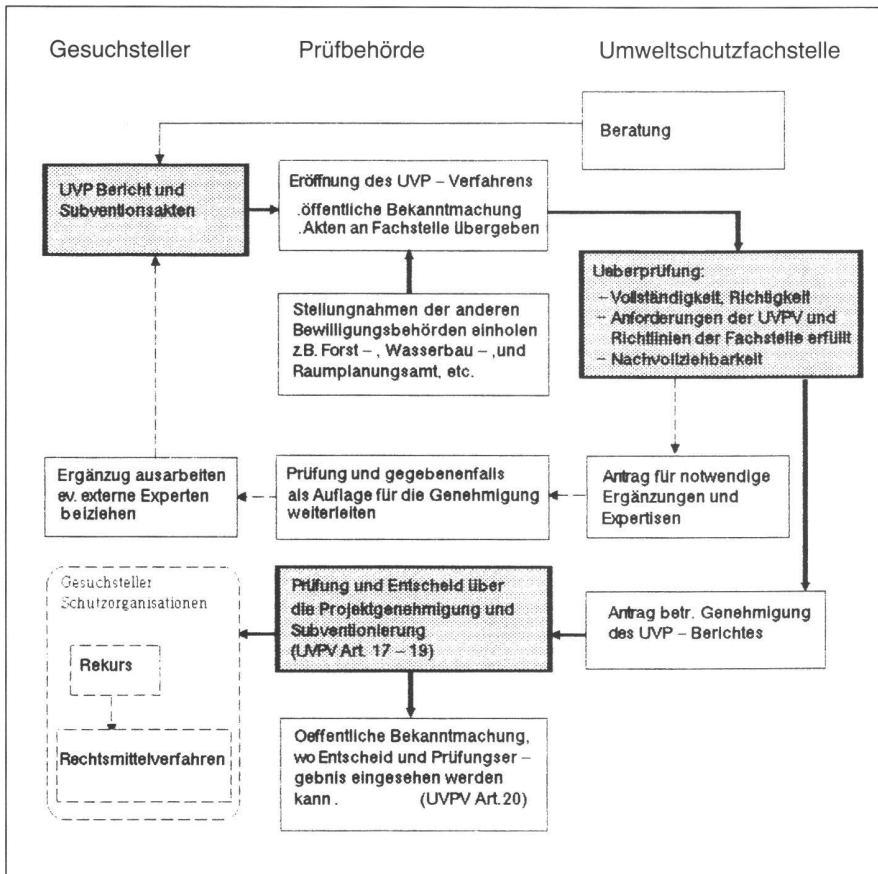 Gesuchsteller
Prüfbehörde
Umweltschutzfachstelle
Beratung
UVP Bericht und
Subventionsakten
Eröffnung des UVP – Verfahrens
.öffentliche Bekanntmachung
.Akten an Fachstelle übergeben
Ueberprüfung:
– Vollständigkeit, Richtigkeit
– Anforderungen der UVPV und
Richtlinien der Fachstelle erfüllt
– Nachvollziehbarkeit
Stellungnahmen der anderen
Bewilligungsbehörden einholen
z.B. Forst – , Wasserbau – ,und
Raumplanungsamt, etc.
Ergänzug ausarbeiten
ev. externe Experten
beiziehen
Prüfung und gegebenenfalls
als Auflage für die Genehmigung
weiterleiten
Antrag für notwendige
Ergänzungen und
Expertisen
Gesuchsteller
Schutzorganisationen
Rekurs
Rechtsmittelverfahren
Prüfung und Entscheid über
die Projektgenehmigung und
Subventionierung
(UVPV Art. 17 – 19)
Antrag betr. Genehmigung
des UVP – Berichtes
Oeffentliche Bekanntmachung,
wo Entscheid und Prüfungser –
gebnis eingesehen werden
kann. (UVPV Art.20)